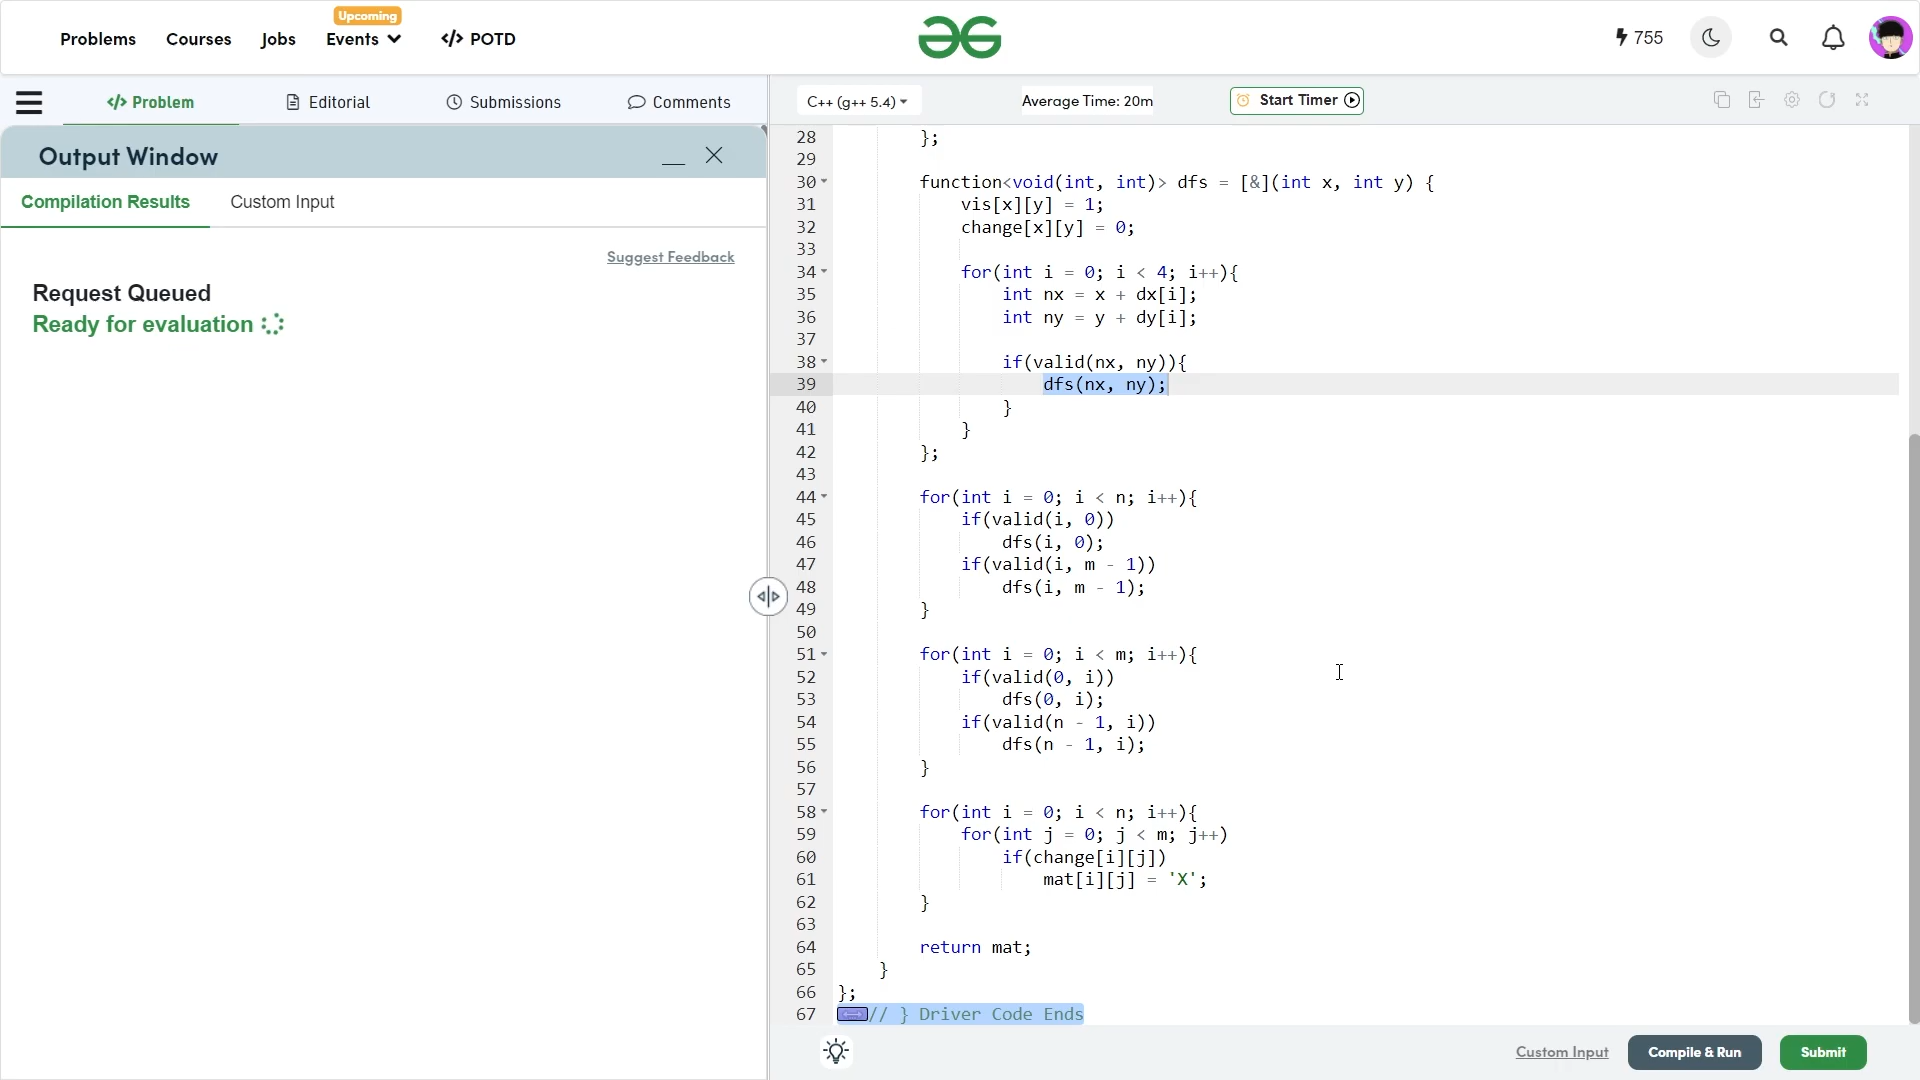 Problems
Courses
Jobs
Upcoming
Events
</> POTD
755
</> Problem
Editorial
Submissions
Comments
C++ (g++ 5.4)
Average Time: 20m
Start Timer
Output Window
Compilation Results
Custom Input
Suggest Feedback
Request Queued
Ready for evaluation
28 };
29
30 function<void(int, int)> dfs = [&](int x, int y) {
31 vis[x][y] = 1;
32 change[x][y] = 0;
33
34 for(int i = 0; i < 4; i++){
35 int nx = x + dx[i];
36 int ny = y + dy[i];
37
38 if(valid(nx, ny)){
39 dfs(nx, ny);
40 }
41 }
42 };
43
44 for(int i = 0; i < n; i++){
45 if(valid(i, 0))
46 dfs(i, 0);
47 if(valid(i, m - 1))
48 dfs(i, m - 1);
49 }
50
51 for(int i = 0; i < m; i++){
52 if(valid(0, i))
53 dfs(0, i);
54 if(valid(n - 1, i))
55 dfs(n - 1, i);
56 }
57
58 for(int i = 0; i < n; i++){
59 for(int j = 0; j < m; j++)
60 if(change[i][j])
61 mat[i][j] = 'X';
62 }
63
64 return mat;
65 }
66 };
67 // } Driver Code Ends
Custom Input
Compile & Run
Submit